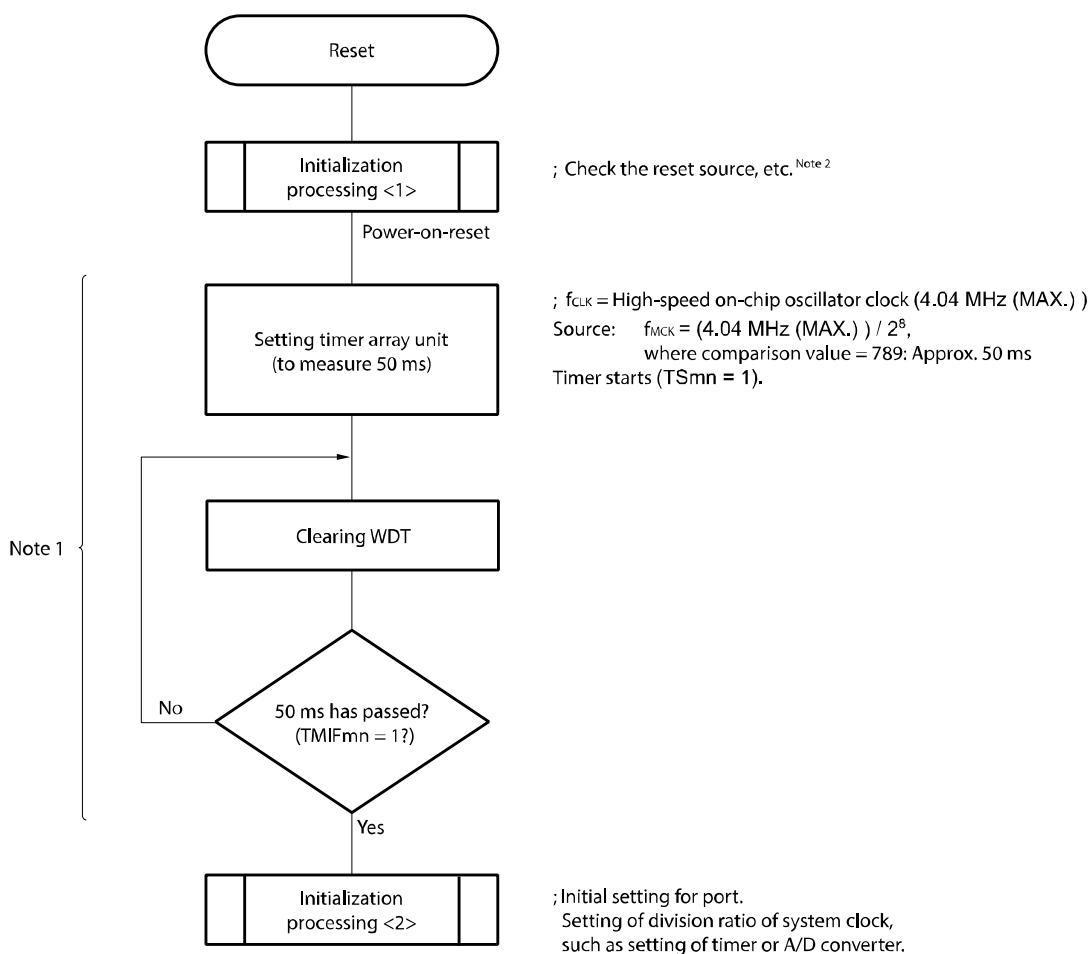 Reset
Initialization
processing <1>
; Check the reset source, etc. Note 2
Power-on-reset
Setting timer array unit
(to measure 50 ms)
; fCLK = High-speed on-chip oscillator clock (4.04 MHz (MAX.) )
Source: fMCK = (4.04 MHz (MAX.) ) / 2⁸,
where comparison value = 789: Approx. 50 ms
Timer starts (TSmn = 1).
Clearing WDT
Note 1
No
50 ms has passed?
(TMIFmn = 1?)
Yes
Initialization
processing <2>
; Initial setting for port.
Setting of division ratio of system clock,
such as setting of timer or A/D converter.